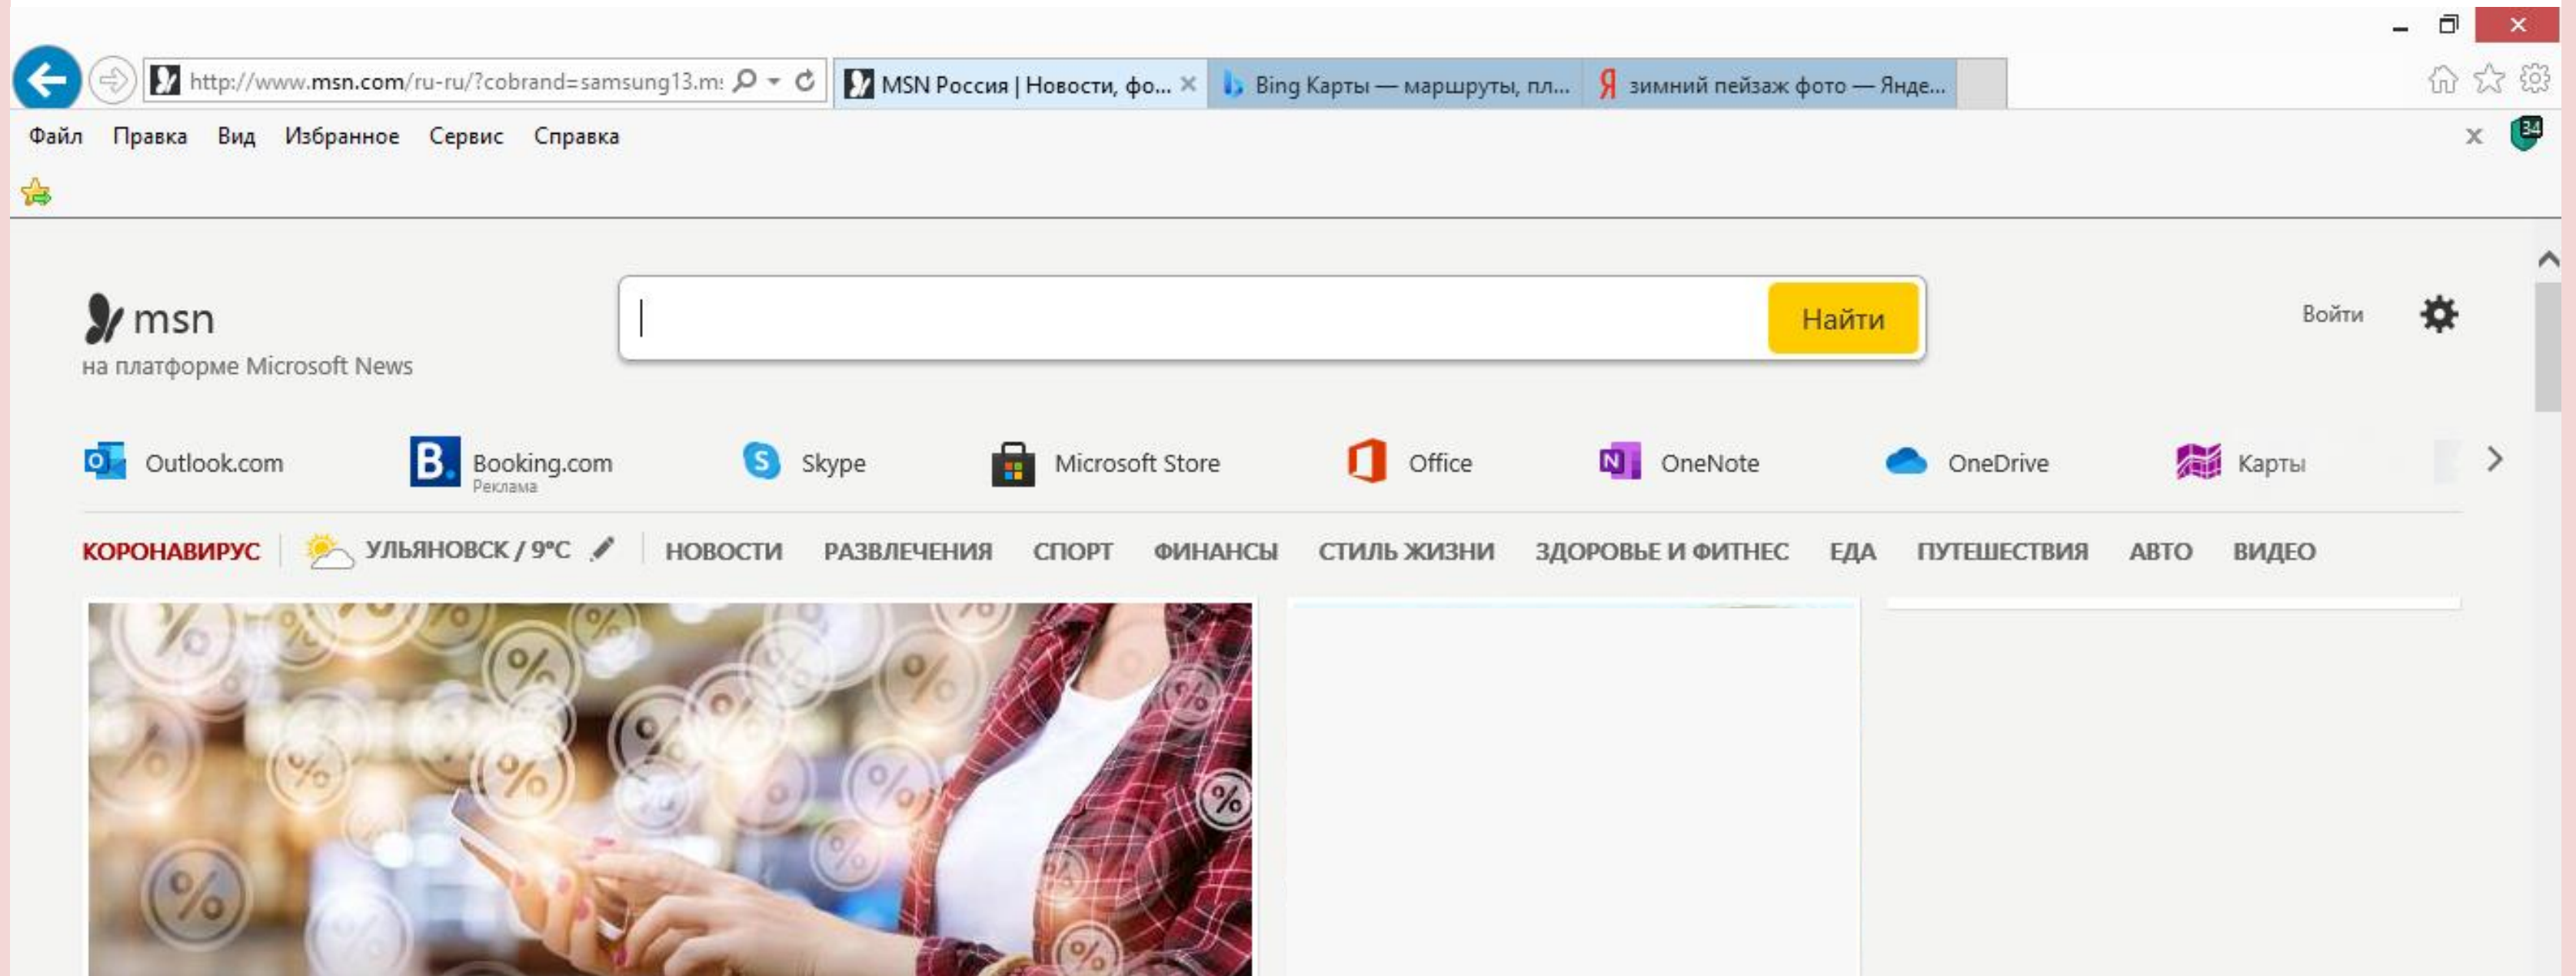 http://www.msn.com/ru-ru/?cobrand=samsung13.m
MSN Россия | Новости, фо...
Bing Карты — маршруты, пл...
зимний пейзаж фото — Янде...
Файл Правка Вид Избранное Сервис Справка
34
msn
Найти
Войти
на платформе Microsoft News
Outlook.com
B. Booking.com
Реклама
Skype
Microsoft Store
Office
OneNote
OneDrive
Карты
КОРОНАВИРУС УЛЬЯНОВСК / 9°C НОВОСТИ РАЗВЛЕЧЕНИЯ СПОРТ ФИНАНСЫ СТИЛЬ ЖИЗНИ ЗДОРОВЬЕ И ФИТНЕС ЕДА ПУТЕШЕСТВИЯ АВТО ВИДЕО